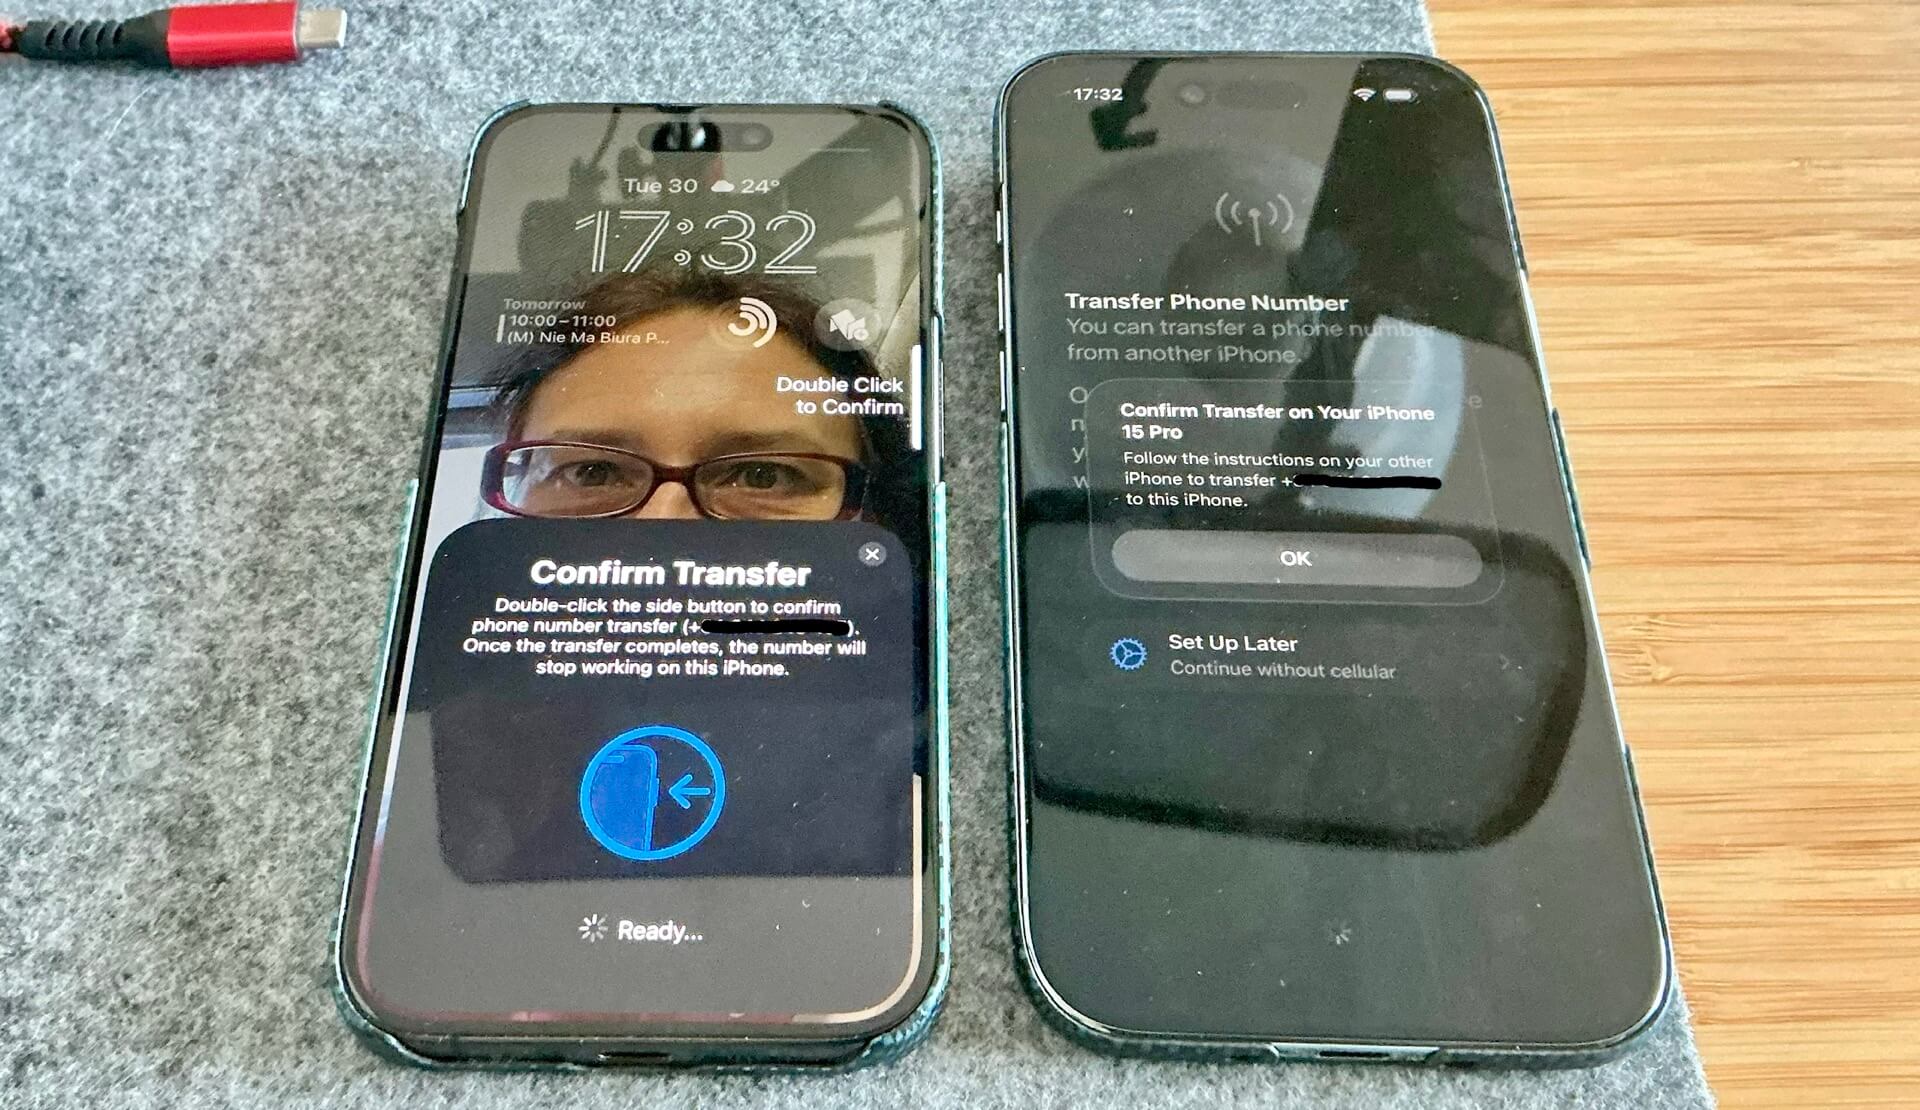 Tue 30 24°
17:32
Tomorrow
10:00–11:00
(M) Nie Ma Biura P...
Double Click
to Confirm
Confirm Transfer
Double-click the side button to confirm
phone number transfer (+ ).
Once the transfer completes, the number will
stop working on this iPhone.
Ready...
17:32
Transfer Phone Number
You can transfer a phone number
from another iPhone.
Confirm Transfer on Your iPhone
15 Pro
Follow the instructions on your other
iPhone to transfer +
to this iPhone.
OK
Set Up Later
Continue without cellular